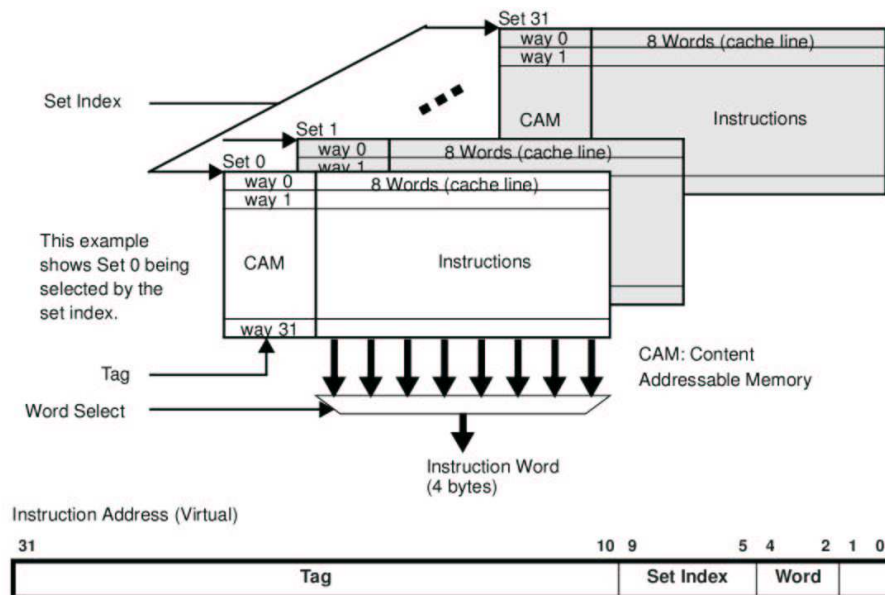 Set 31
way 0
8 Words (cache line)
way 1
Set Index
CAM
Instructions
Set 1
way 0
8 Words (cache line)
way 1
Set 0
way 0
8 Words (cache line)
way 1
This example
shows Set 0 being
selected by the
set index.
CAM
Instructions
way 31
CAM: Content
Addressable Memory
Tag
Word Select
Instruction Word
(4 bytes)
Instruction Address (Virtual)
31 10 9 5 4 2 1 0
Tag Set Index Word